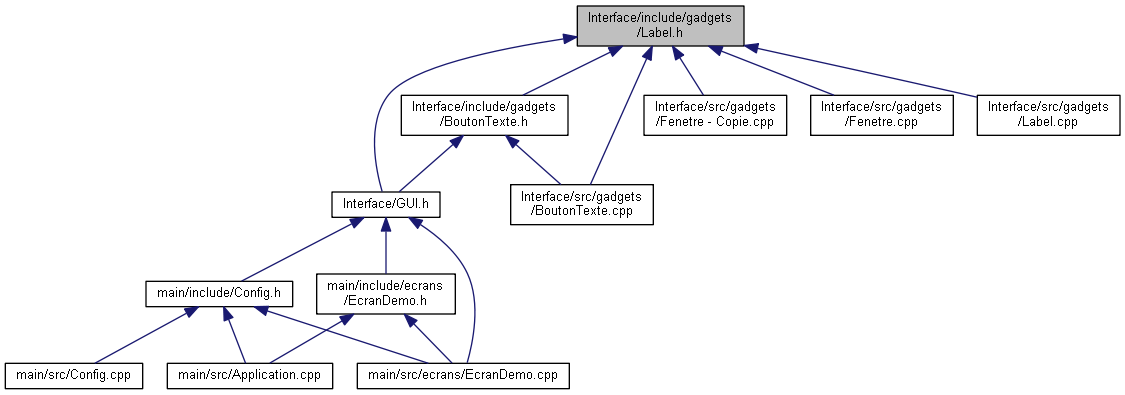 Interface/include/gadgets
/Label.h
Interface/include/gadgets
/BoutonTexte.h
Interface/src/gadgets
/Fenetre - Copie.cpp
Interface/src/gadgets
/Fenetre.cpp
Interface/src/gadgets
/Label.cpp
Interface/GUI.h
Interface/src/gadgets
/BoutonTexte.cpp
main/include/Config.h
main/include/ecrans
/EcranDemo.h
main/src/Config.cpp
main/src/Application.cpp
main/src/ecrans/EcranDemo.cpp